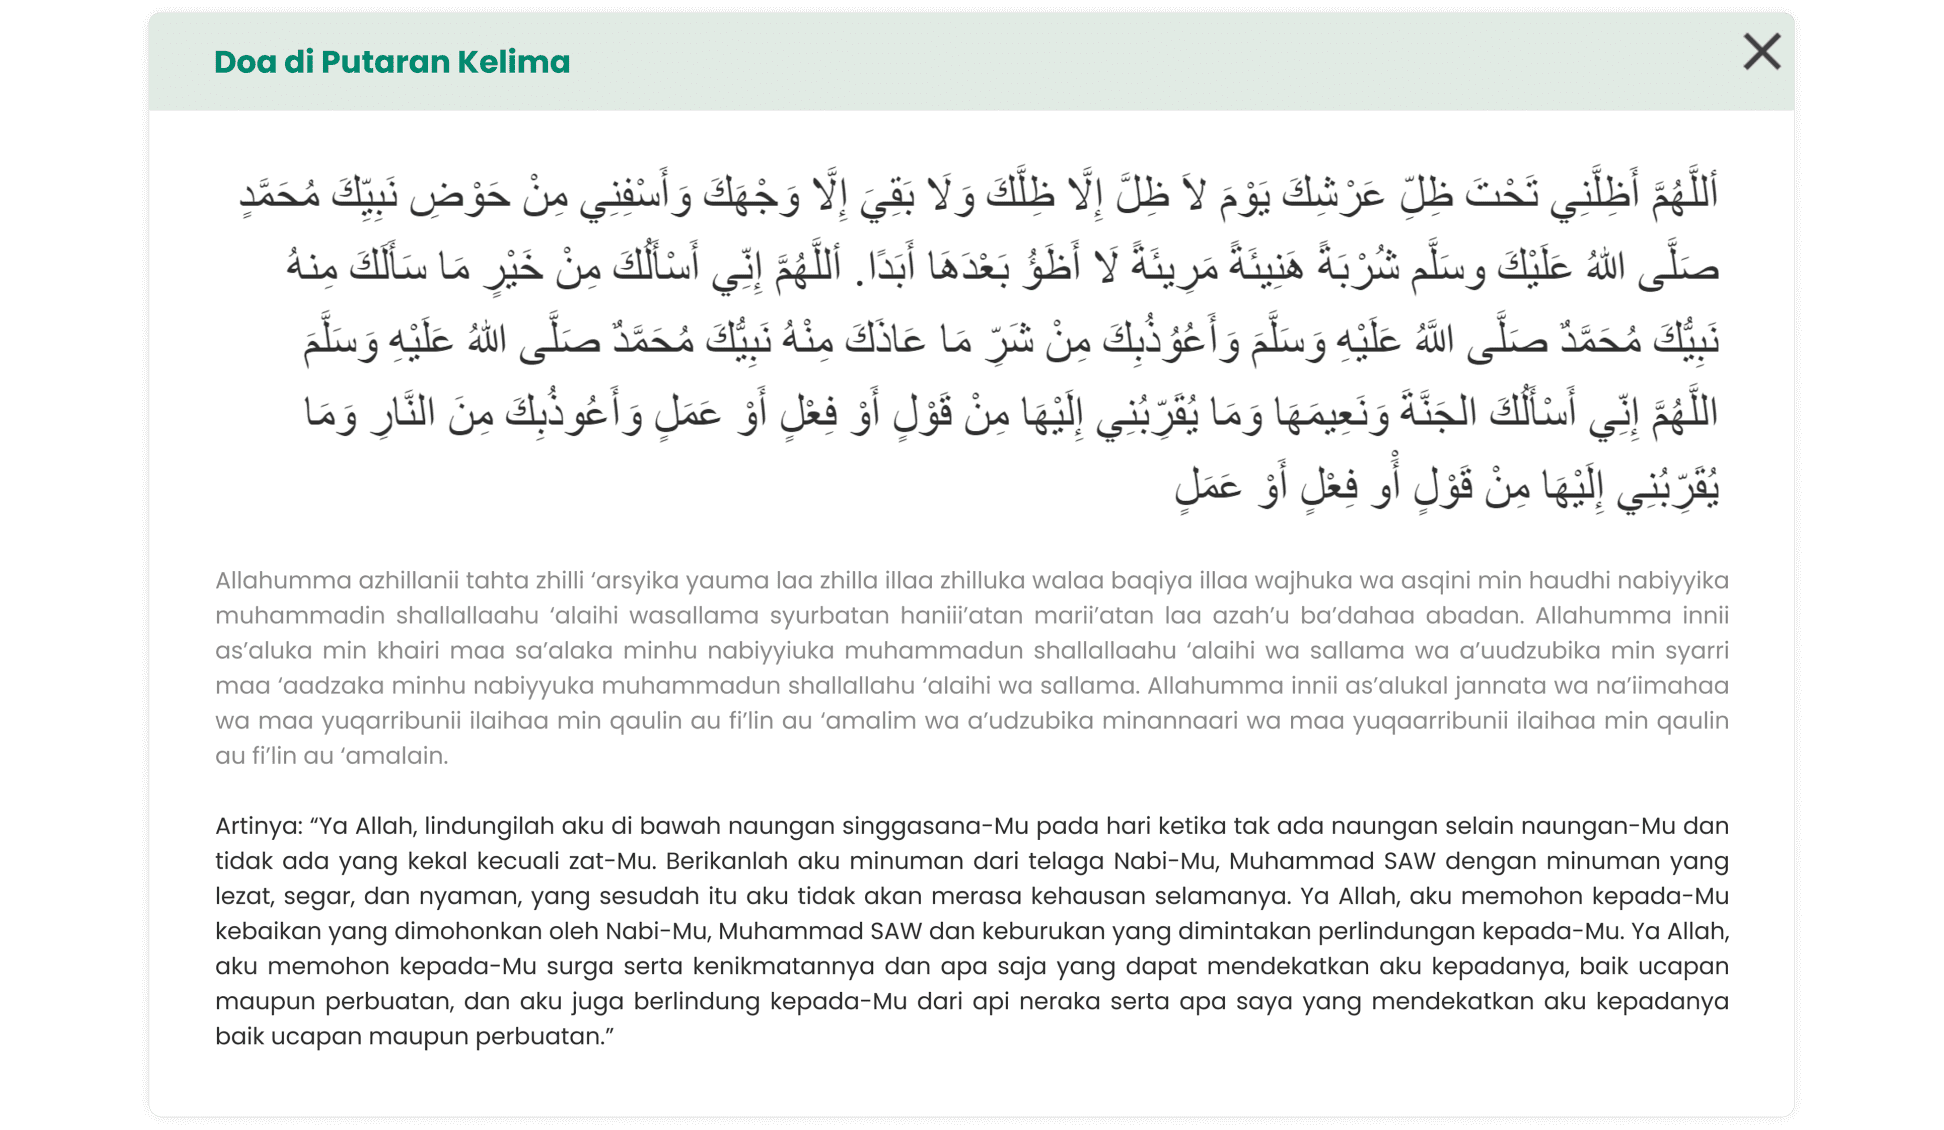 Doa di Putaran Kelima
أللَّهُمَّ أَظِلَّنِي تَحْتَ ظِلِّ عَرْشِكَ يَوْمَ لاَ ظِلَّ إِلَّا ظِلَّكَ وَلَا بَقِيَ إِلَّا وَجْهَكَ وَأَسْفِنِي مِنْ حَوْضِ نَبِيِّكَ مُحَمَّدٍ
صَلَّى اللهُ عَلَيْكَ وسَلَّم شُرْبَةً هَنِيئَةً مَرِيئَةً لَا أَظَؤُ بَعْدَهَا أَبَدًا. أللَّهُمَّ إِنِّي أَسْأَلُكَ مِنْ خَيْرٍ مَا سَأَلَكَ مِنهُ
نَبِيُّكَ مُحَمَّدٌ صَلَّى اللَّهُ عَلَيْهِ وَسَلَّمَ وَأَعُوُذُبِكَ مِنْ شَرِّ مَا عَاذَكَ مِنْهُ نَبِيُّكَ مُحَمَّدٌ صَلَّى اللهُ عَلَيْهِ وَسَلَّمَ
اللَّهُمَّ إِنِّي أَسْأَلُكَ الجَنَّةَ وَنَعِيمَهَا وَمَا يُقَرِّبُنِي إِلَيْهَا مِنْ قَوْلٍ أَوْ فِعْلٍ أَوْ عَمَلٍ وَأَعُوذُبِكَ مِنَ النَّارِ وَمَا
يُقَرِّبُنِي إِلَيْهَا مِنْ قَوْلٍ أَْو فِعْلٍ أَوْ عَمَلٍ
Allahumma azhillanii tahta zhilli ‘arsyika yauma laa zhilla illaa zhilluka walaa baqiya illaa wajhuka wa asqini min haudhi nabiyyika
muhammadin shallallaahu ‘alaihi wasallama syurbatan haniii’atan marii’atan laa azah’u ba’dahaa abadan. Allahumma innii
as’aluka min khairi maa sa’alaka minhu nabiyyiuka muhammadun shallallaahu ‘alaihi wa sallama wa a’uudzubika min syarri
maa ‘aadzaka minhu nabiyyuka muhammadun shallallahu ‘alaihi wa sallama. Allahumma innii as’alukal jannata wa na’iimahaa
wa maa yuqarribunii ilaihaa min qaulin au fi’lin au ‘amalim wa a’udzubika minannaari wa maa yuqaarribunii ilaihaa min qaulin
au fi’lin au ‘amalain.
Artinya: “Ya Allah, lindungilah aku di bawah naungan singgasana-Mu pada hari ketika tak ada naungan selain naungan-Mu dan
tidak ada yang kekal kecuali zat-Mu. Berikanlah aku minuman dari telaga Nabi-Mu, Muhammad SAW dengan minuman yang
lezat, segar, dan nyaman, yang sesudah itu aku tidak akan merasa kehausan selamanya. Ya Allah, aku memohon kepada-Mu
kebaikan yang dimohonkan oleh Nabi-Mu, Muhammad SAW dan keburukan yang dimintakan perlindungan kepada-Mu. Ya Allah,
aku memohon kepada-Mu surga serta kenikmatannya dan apa saja yang dapat mendekatkan aku kepadanya, baik ucapan
maupun perbuatan, dan aku juga berlindung kepada-Mu dari api neraka serta apa saya yang mendekatkan aku kepadanya
baik ucapan maupun perbuatan.”